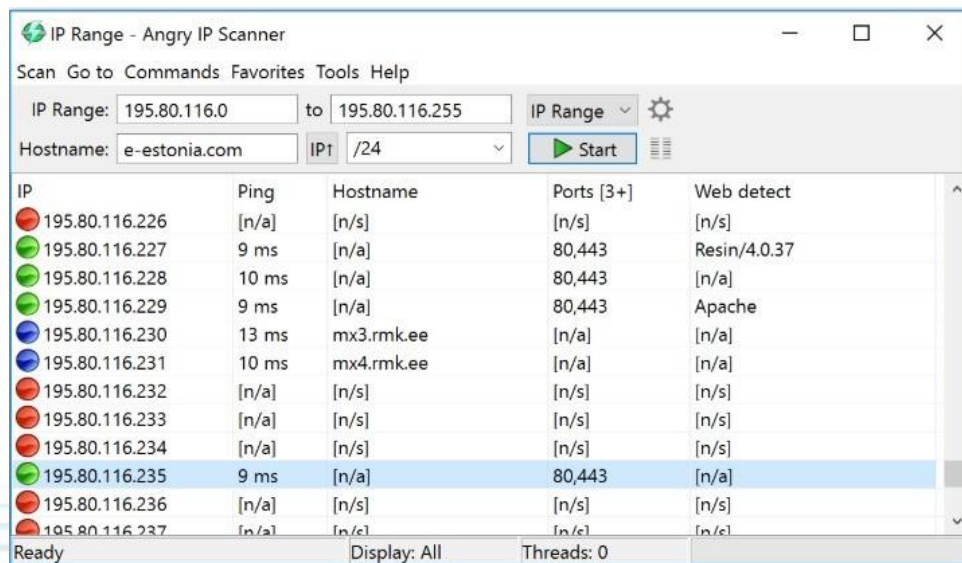 IP Range - Angry IP Scanner
Scan Go to Commands Favorites Tools Help
IP Range: 195.80.116.0 to 195.80.116.255 IP Range
Hostname: e-estonia.com IP↑ /24 Start
IP Ping Hostname Ports [3+] Web detect
195.80.116.226 [n/a] [n/s] [n/s] [n/s]
195.80.116.227 9 ms [n/a] 80,443 Resin/4.0.37
195.80.116.228 10 ms [n/a] 80,443 [n/a]
195.80.116.229 9 ms [n/a] 80,443 Apache
195.80.116.230 13 ms mx3.rmk.ee [n/a] [n/a]
195.80.116.231 10 ms mx4.rmk.ee [n/a] [n/a]
195.80.116.232 [n/a] [n/s] [n/s] [n/s]
195.80.116.233 [n/a] [n/s] [n/s] [n/s]
195.80.116.234 [n/a] [n/s] [n/s] [n/s]
195.80.116.235 9 ms [n/a] 80,443 [n/a]
195.80.116.236 [n/a] [n/s] [n/s] [n/s]
195.80.116.237 [n/a] [n/s] [n/s] [n/s]
Ready Display: All Threads: 0